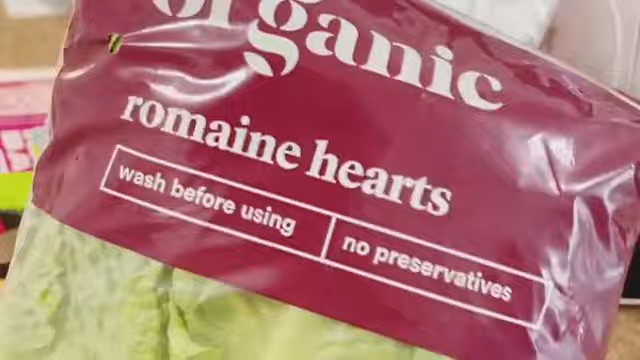 organic
romaine hearts
wash before using
no preservatives